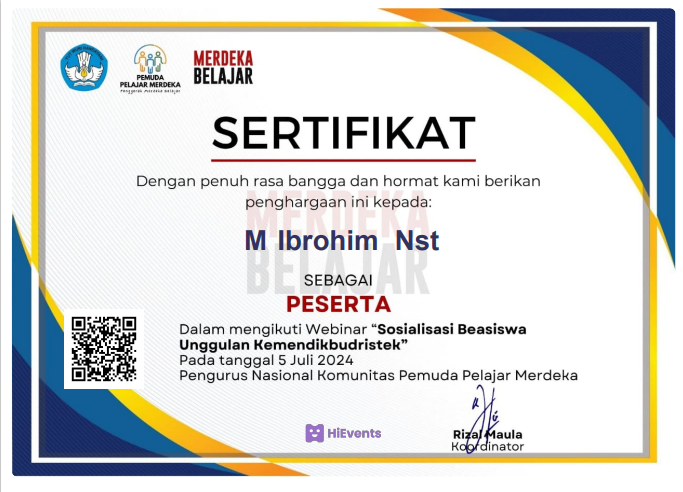 PEMUDA
PELAJAR MERDEKA
Penggerak Merdeka Belajar
MERDEKA
BELAJAR
SERTIFIKAT
Dengan penuh rasa bangga dan hormat kami berikan
penghargaan ini kepada:
MERDEKA
BELAJAR
M Ibrohim Nst
SEBAGAI
PESERTA
Dalam mengikuti Webinar “Sosialisasi Beasiswa
Unggulan Kemendikbudristek”
Pada tanggal 5 Juli 2024
Pengurus Nasional Komunitas Pemuda Pelajar Merdeka
HiEvents
Rizal Maula
Koordinator